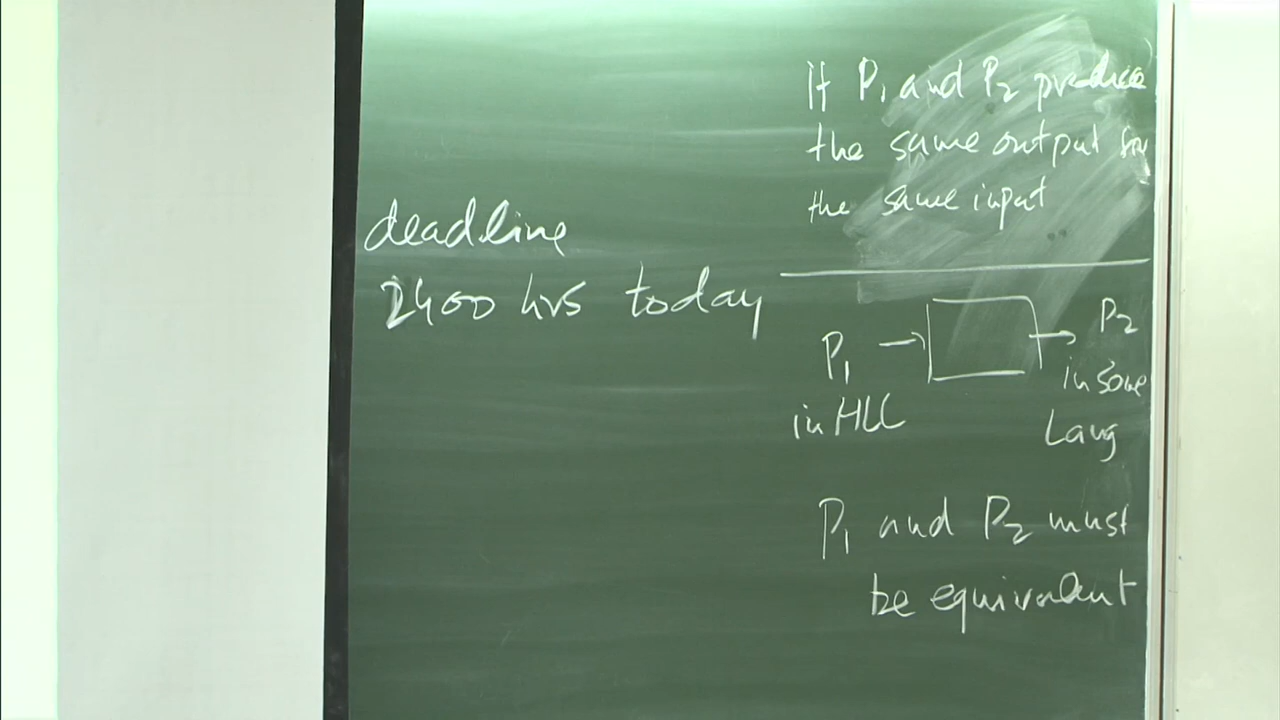 deadline
2400 hrs today
If P1 and P2 produce
the same output for
the same input
P1
in HLL
P2
in Some
Lang
P1 and P2 must
be equivalent